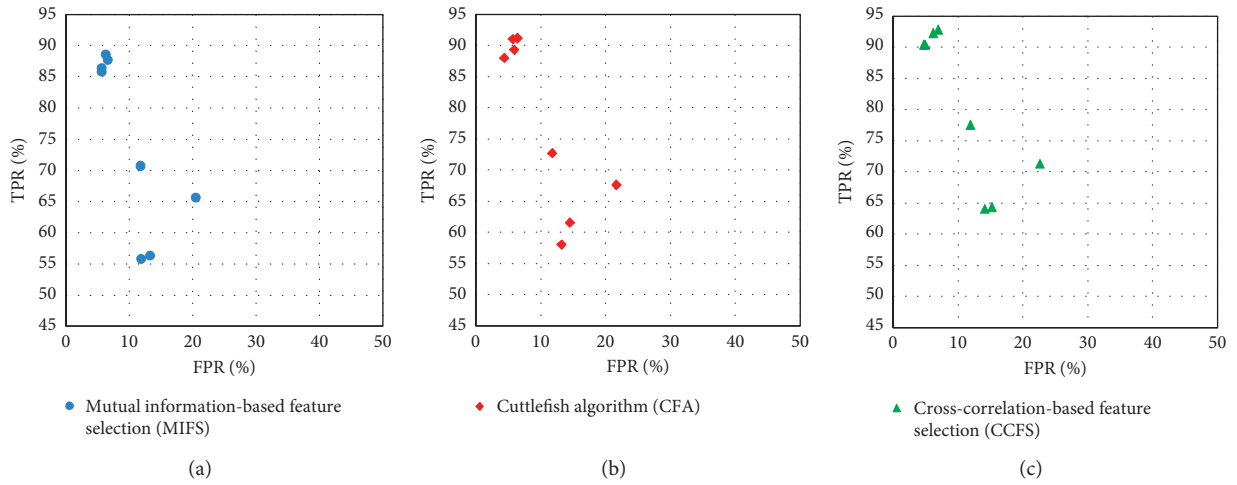 95
90
85
80
75
70
65
60
55
50
45
TPR (%)
0 10 20 30 40 50
FPR (%)
Mutual information-based feature
selection (MIFS)
(a)
95
90
85
80
75
70
65
60
55
50
45
TPR (%)
0 10 20 30 40 50
FPR (%)
Cuttlefish algorithm (CFA)
(b)
95
90
85
80
75
70
65
60
55
50
45
TPR (%)
0 10 20 30 40 50
FPR (%)
Cross-correlation-based feature
selection (CCFS)
(c)